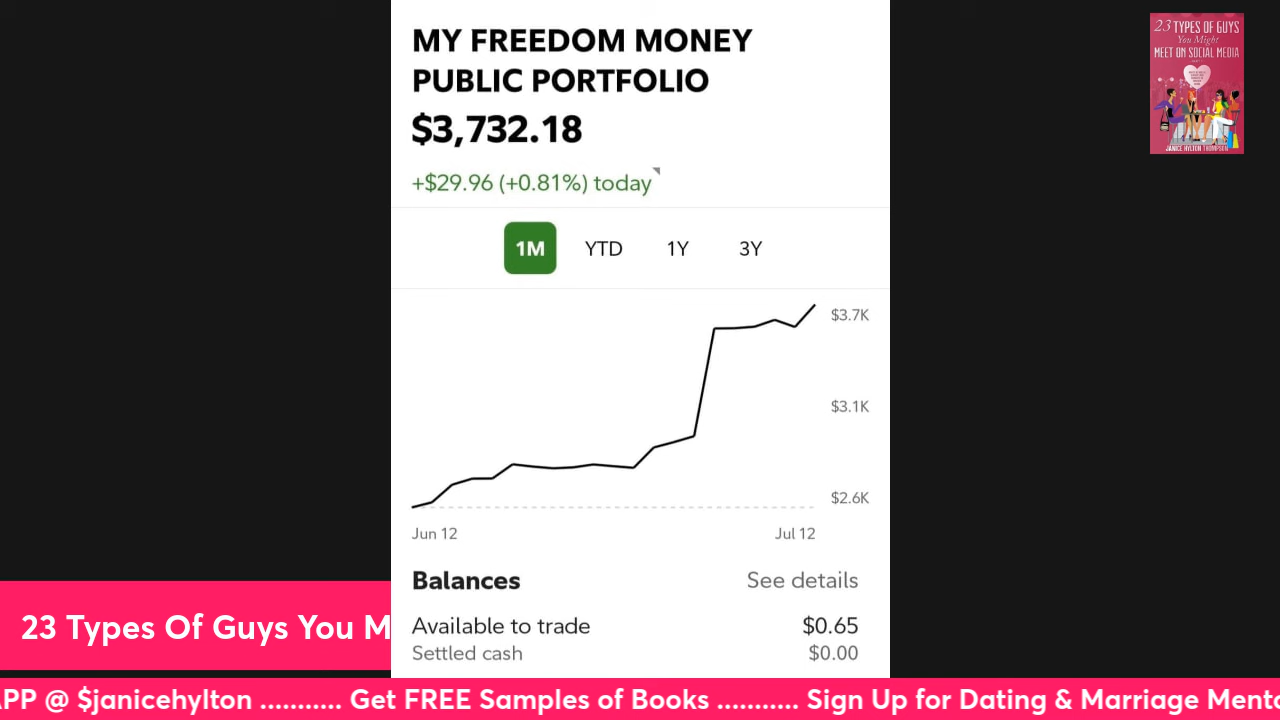 MY FREEDOM MONEY
PUBLIC PORTFOLIO
$3,732.18
+$29.96 (+0.81%) today
1M YTD 1Y 3Y
$3.7K
$3.1K
$2.6K
Jun 12 Jul 12
Balances See details
Available to trade $0.65
Settled cash $0.00
23 TYPES OF GUYS
You Might
MEET ON SOCIAL MEDIA
JANICE HYLTON THOMPSON
23 Types Of Guys You M
APP @ $janicehylton ........... Get FREE Samples of Books ........... Sign Up for Dating & Marriage Mento